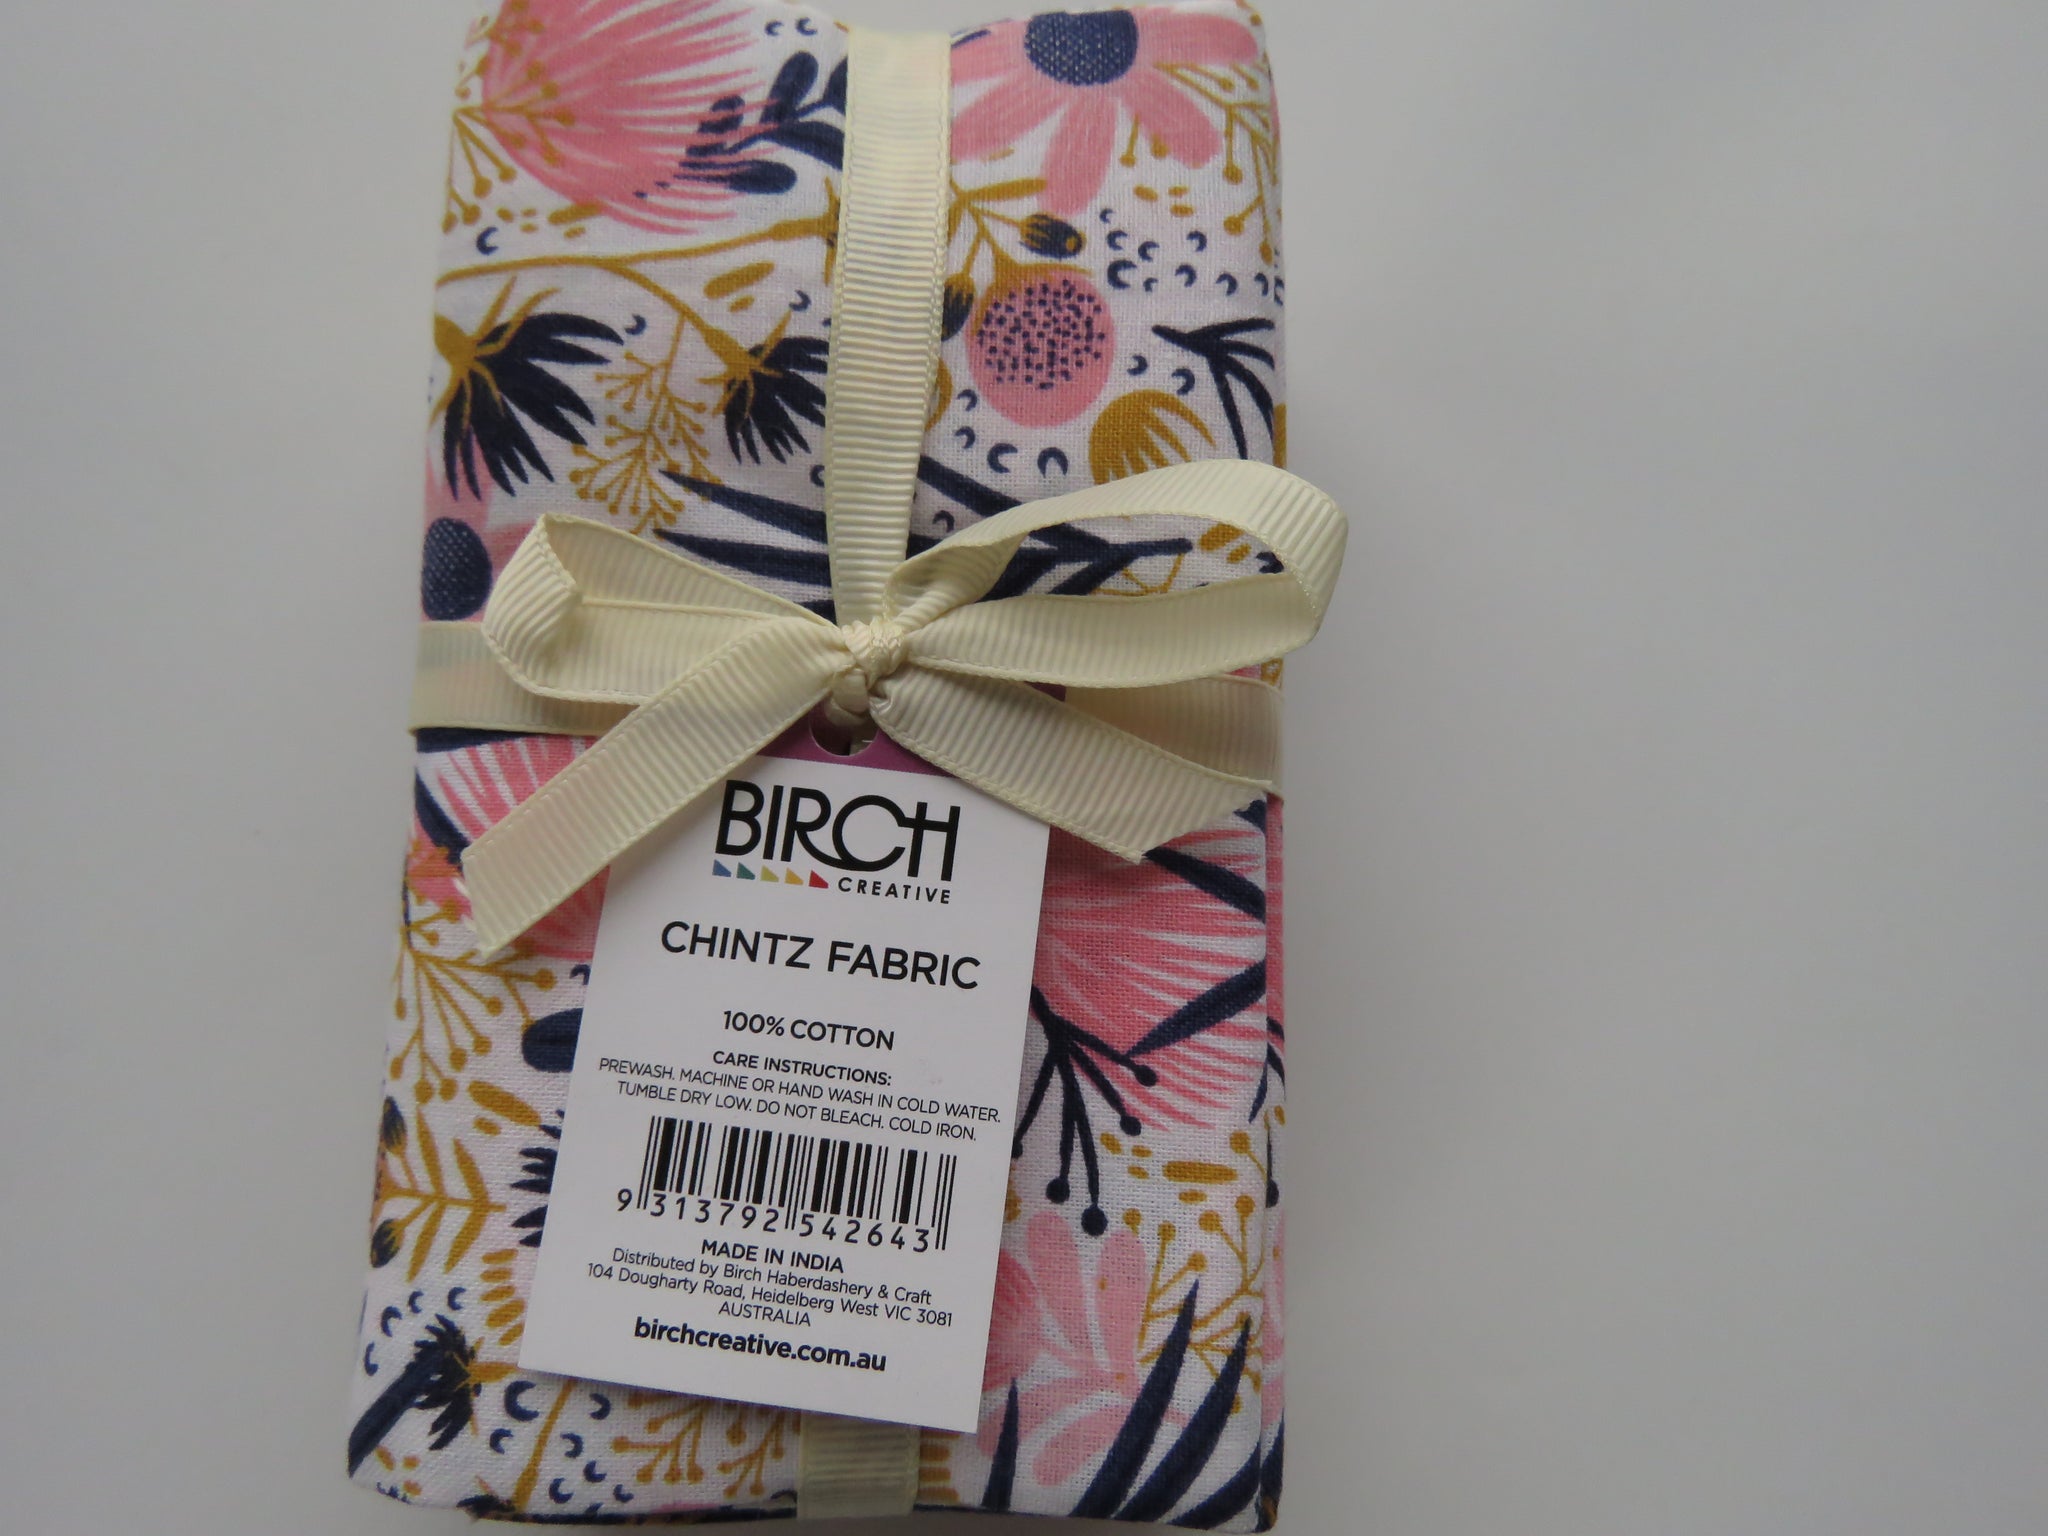 BIRCH
CREATIVE
CHINTZ FABRIC
100% COTTON
CARE INSTRUCTIONS:
PREWASH. MACHINE OR HAND WASH IN COLD WATER.
TUMBLE DRY LOW. DO NOT BLEACH. COLD IRON.
9 313792 542643
MADE IN INDIA
Distributed by Birch Haberdashery & Craft
104 Dougharty Road, Heidelberg West VIC 3081
AUSTRALIA
birchcreative.com.au